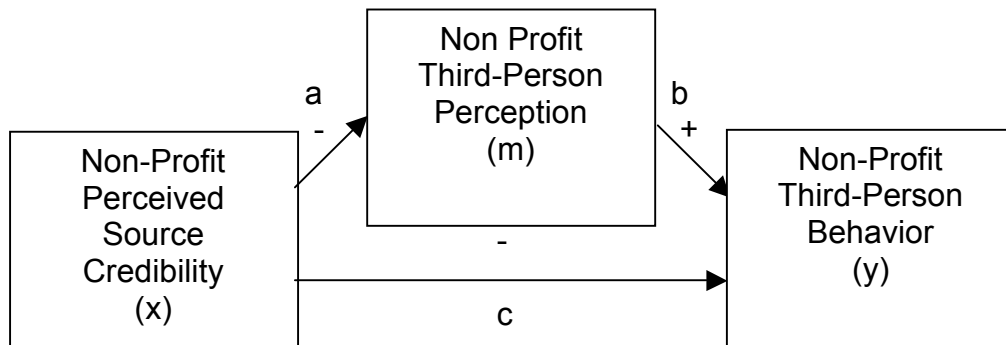 Non Profit
Third-Person
Perception
(m)
a
-
b
+
Non-Profit
Perceived
Source
Credibility
(x)
Non-Profit
Third-Person
Behavior
(y)
-
c